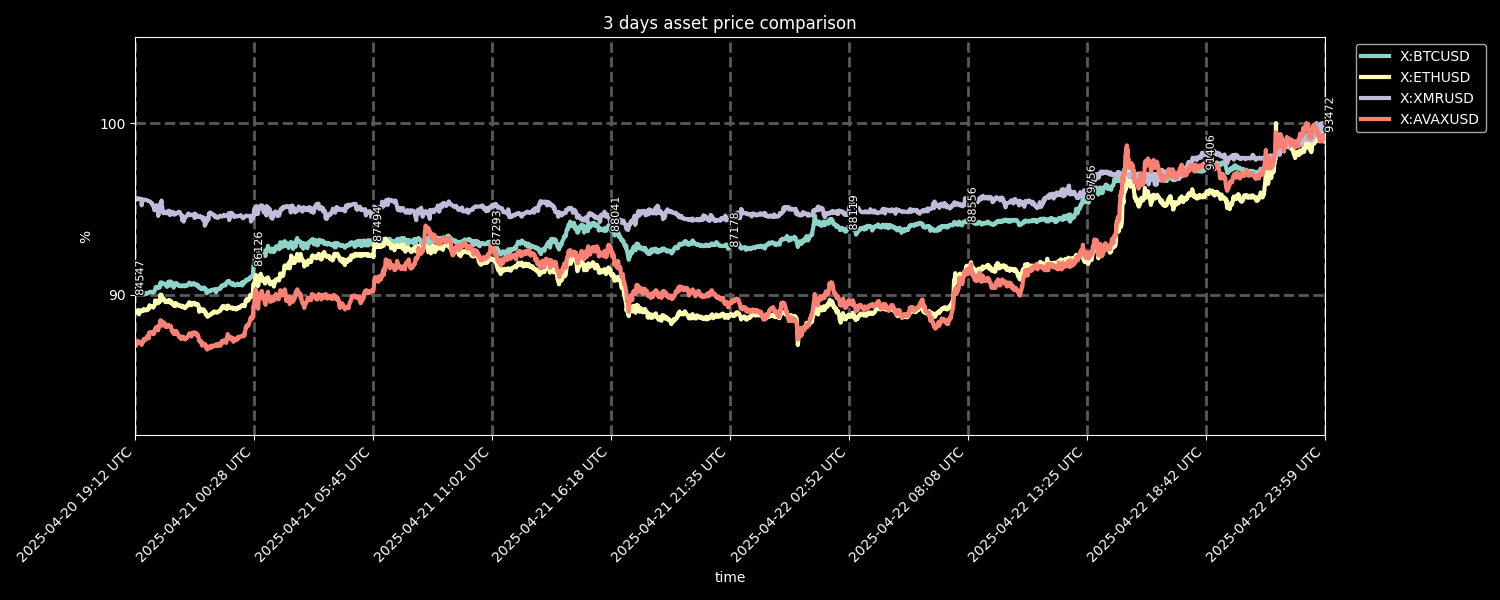 3 days asset price comparison
X:BTCUSD
X:ETHUSD
X:XMRUSD
X:AVAXUSD
100
90
%
84547
86126
87494
87293
88041
87178
88119
88556
89756
91406
93472
2025-04-20 19:12 UTC
2025-04-21 00:28 UTC
2025-04-21 05:45 UTC
2025-04-21 11:02 UTC
2025-04-21 16:18 UTC
2025-04-21 21:35 UTC
2025-04-22 02:52 UTC
2025-04-22 08:08 UTC
2025-04-22 13:25 UTC
2025-04-22 18:42 UTC
2025-04-22 23:59 UTC
time